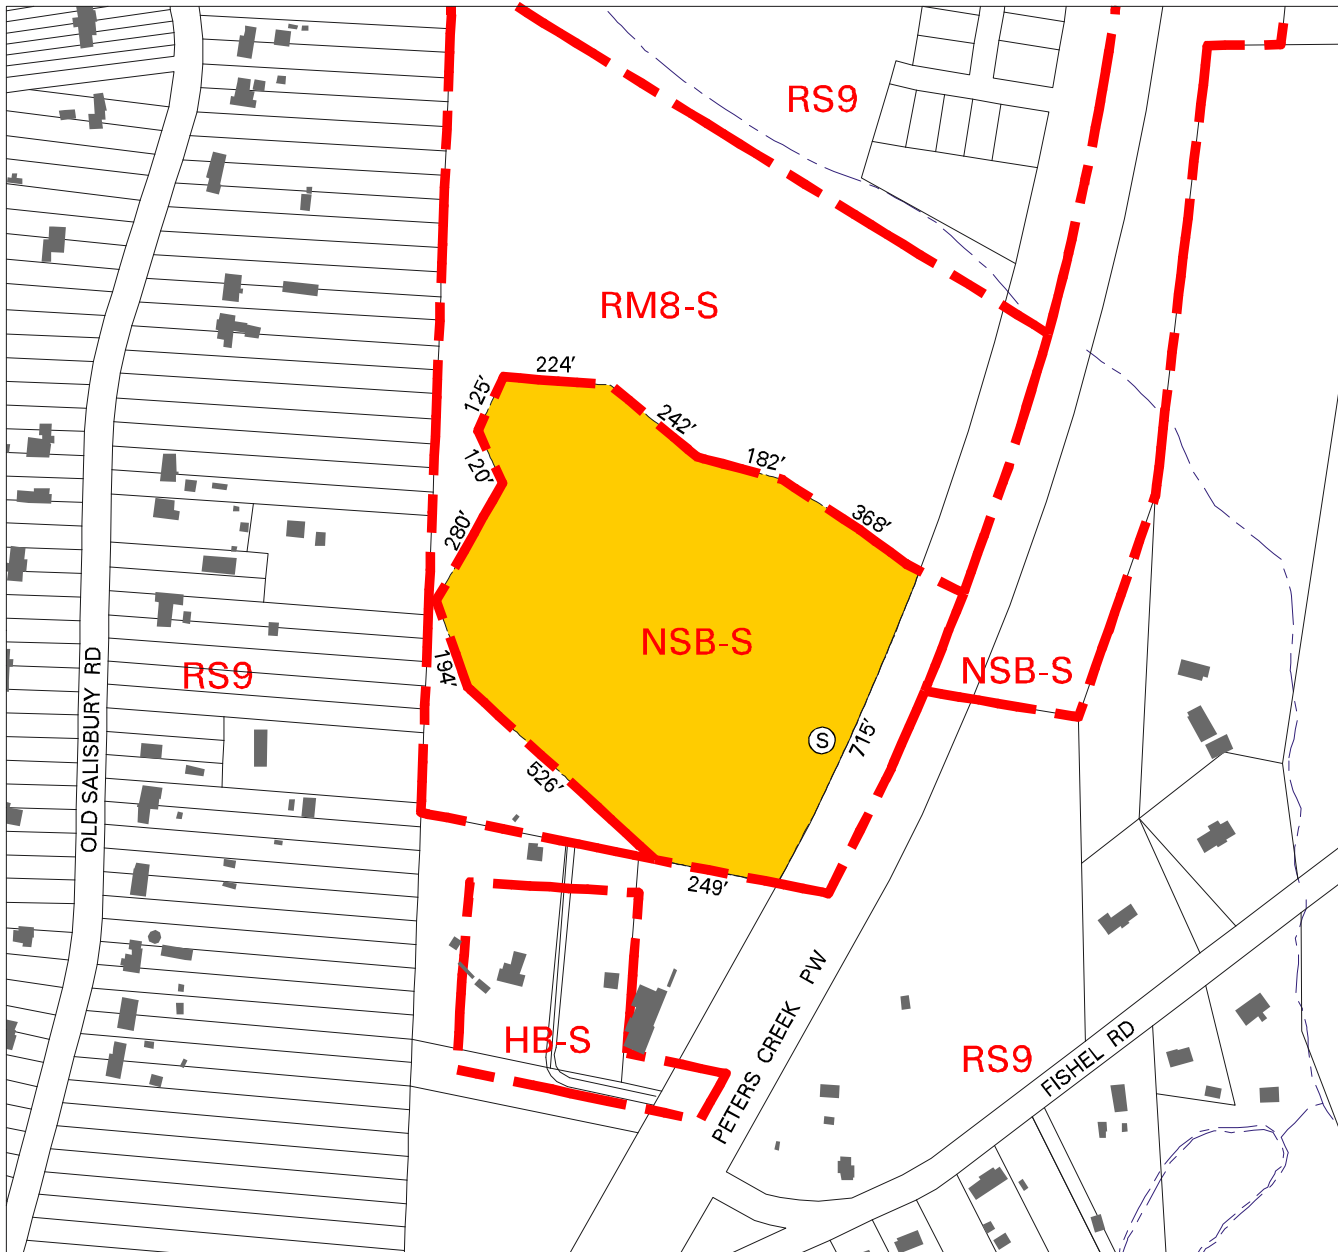 RS9
RM8-S
224′
125′
242′
182′
120′
368′
280′
NSB-S
NSB-S
194′
RS9
OLD SALISBURY RD
S
715′
526′
249′
HB-S
PETERS CREEK PW
RS9
FISHEL RD